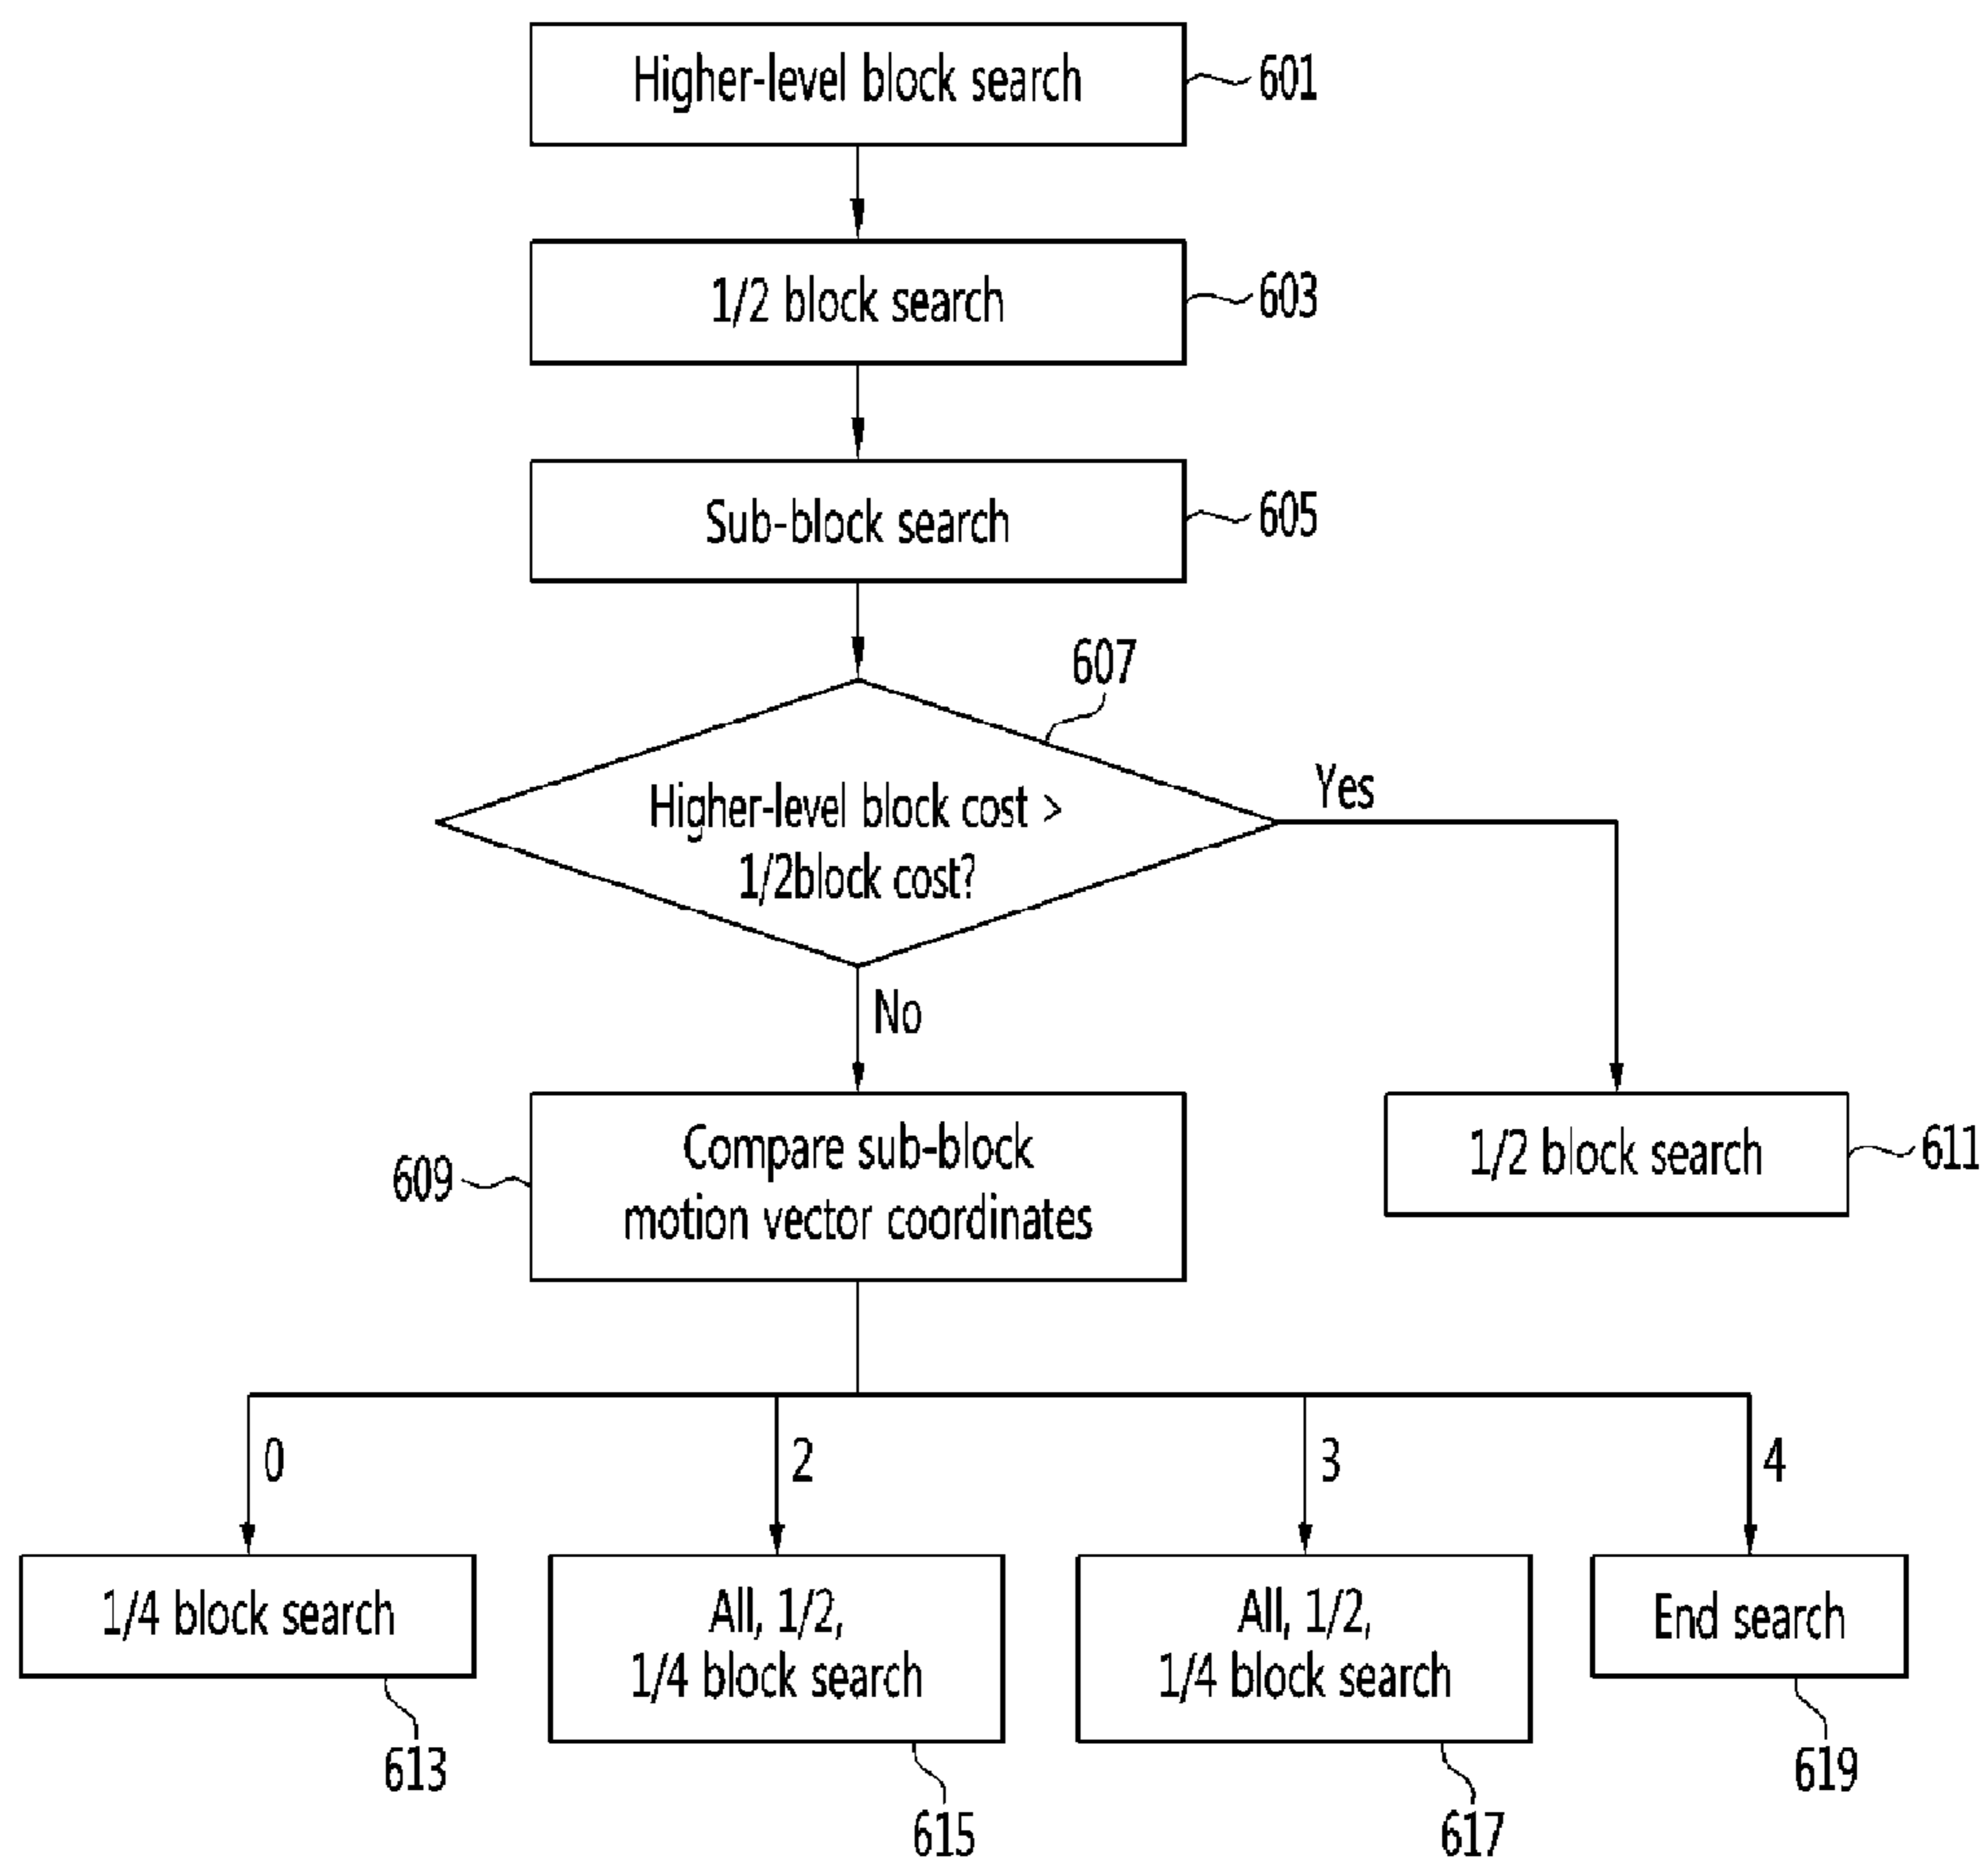 Higher-level block search
601
1/2 block search
603
Sub-block search
605
607
Higher-level block cost >
1/2block cost?
Yes
No
609
Compare sub-block
motion vector coordinates
1/2 block search
611
0
2
3
4
1/4 block search
All, 1/2,
1/4 block search
All, 1/2,
1/4 block search
End search
613
615
617
619